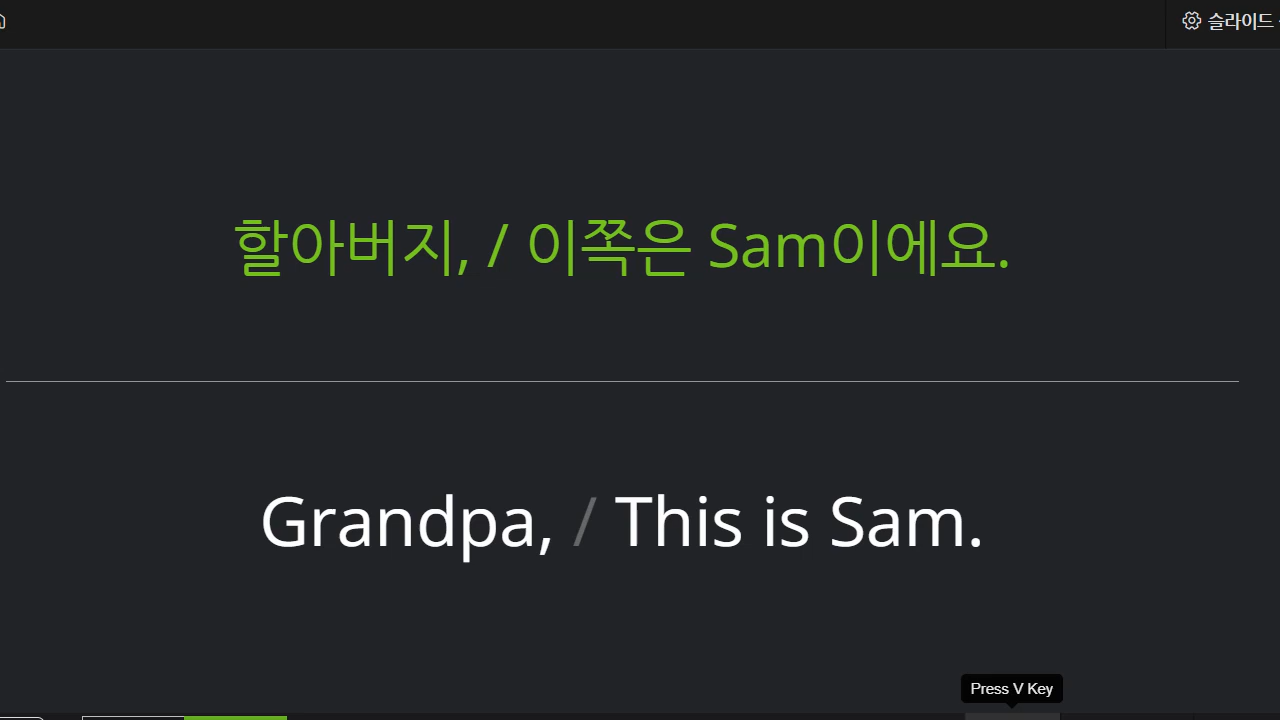 슬라이드
할아버지, / 이쪽은 Sam이에요.
Grandpa, / This is Sam.
Press V Key